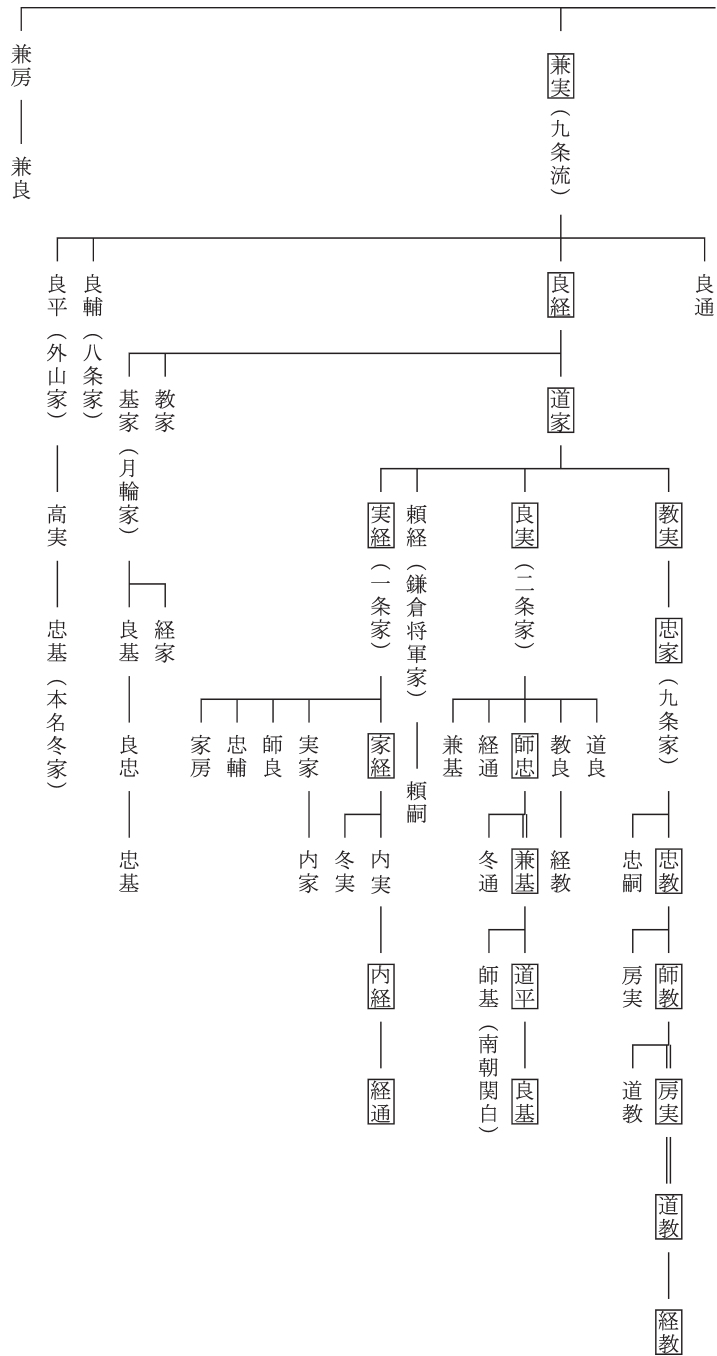 兼実（九条流）
兼房
兼良
良通
良経
良輔（八条家）
良平（外山家）
道家
教家
基家（月輪家）
高実
忠基（本名冬家）
経家
良基
良忠
忠基
教実
良実（二条家）
頼経（鎌倉将軍家）
実経（一条家）
忠家（九条家）
道良
教良
師忠
経通
兼基
頼嗣
家経
実家
師良
忠輔
家房
忠教
忠嗣
経教
兼基
冬通
内実
冬実
内家
師教
房実
道平
師基（南朝関白）
内経
房実
道教
良基
経通
道教
経教